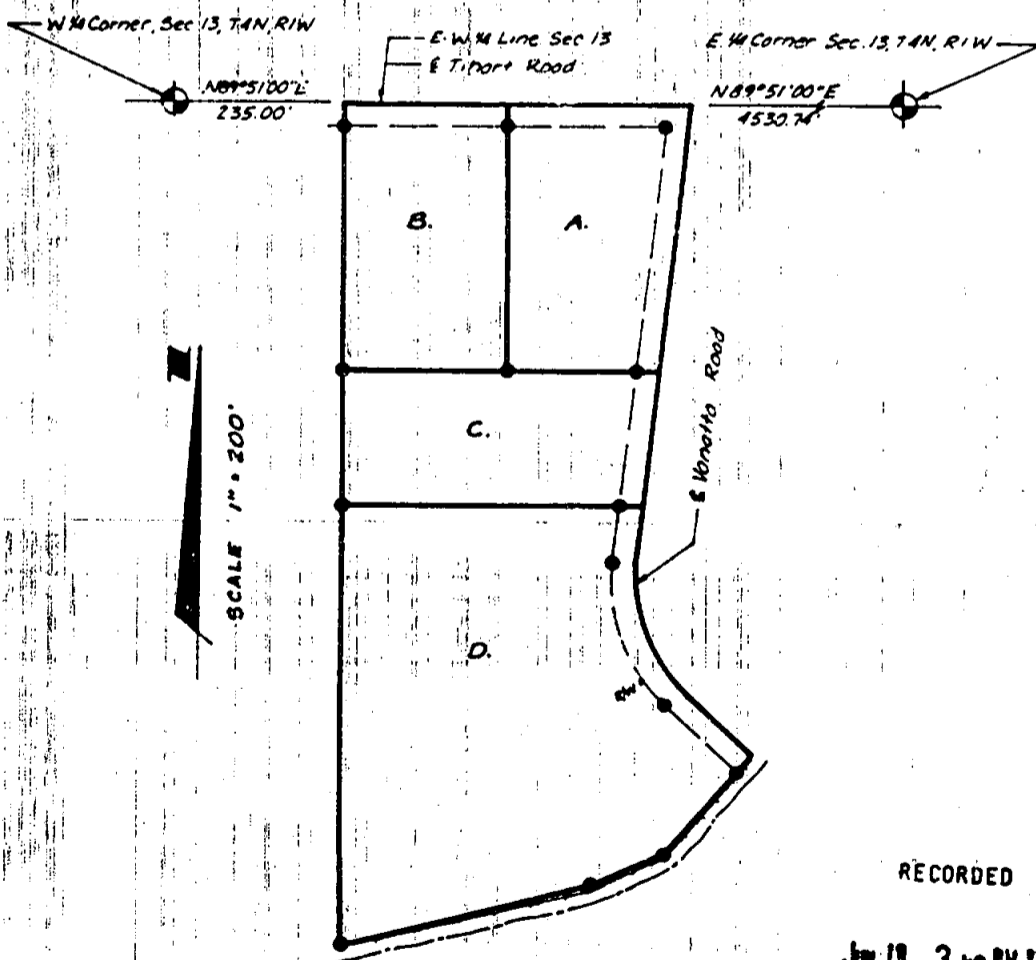 W ¼ Corner, Sec 13, T4N, R1W
E-W ¼ Line Sec 13
℄ Tihart Road
E ¼ Corner Sec. 13, T4N, R1W
N89°51'00"E
235.00'
N89°51'00"E
4530.74'
B.
A.
C.
D.
℄ Vanatta Road
N
SCALE 1" = 200'
R/W
RECORDED